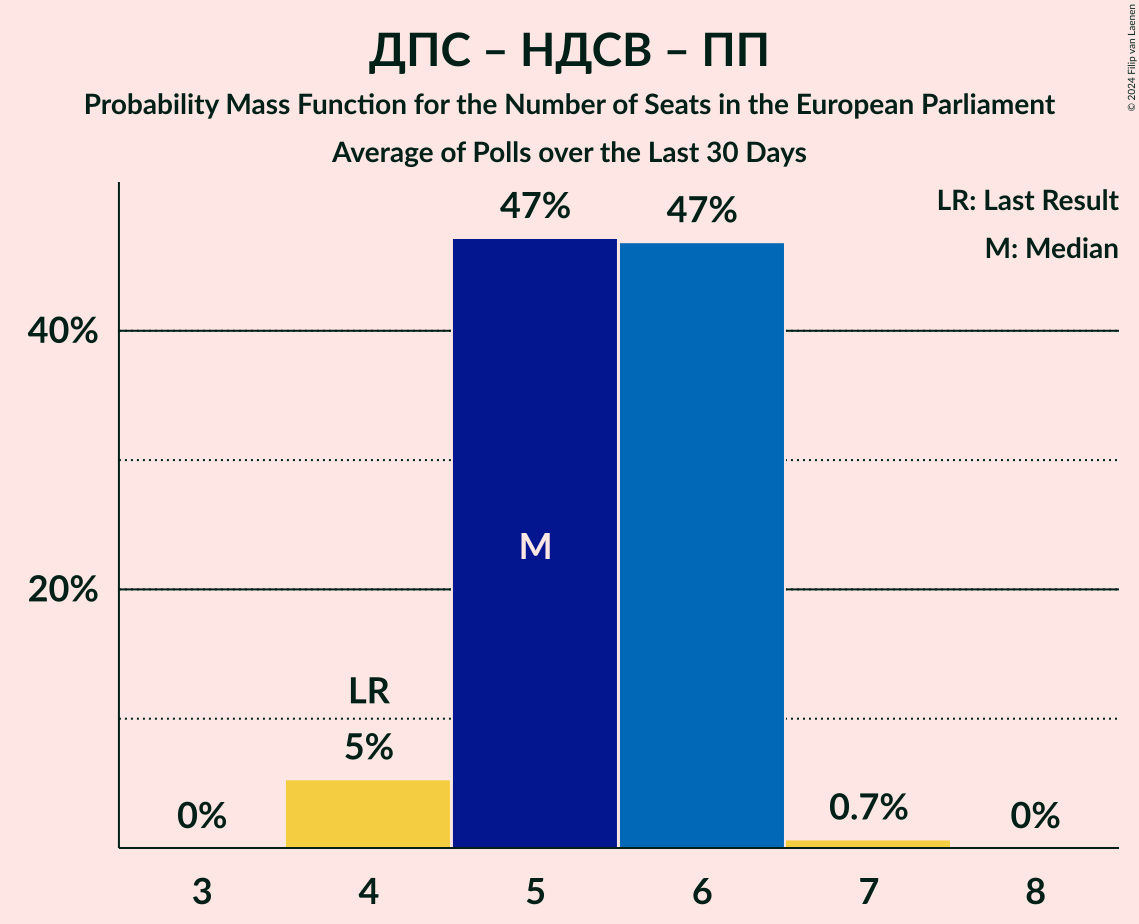 ДПС – НДСВ – ПП
Probability Mass Function for the Number of Seats in the European Parliament
Average of Polls over the Last 30 Days
© 2024 Filip van Laenen
LR: Last Result
M: Median
47%
47%
40%
M
20%
LR
5%
0%
0.7%
0%
3
4
5
6
7
8